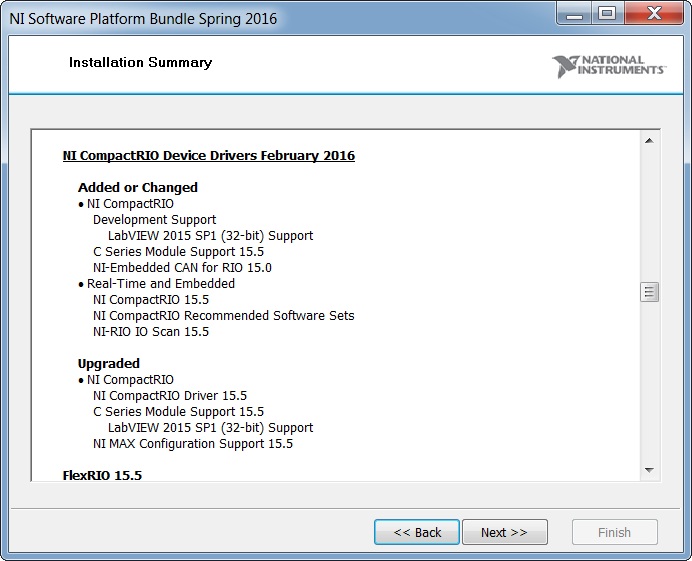 NI Software Platform Bundle Spring 2016
Installation Summary
NATIONAL
INSTRUMENTS
NI CompactRIO Device Drivers February 2016
Added or Changed
• NI CompactRIO
Development Support
LabVIEW 2015 SP1 (32-bit) Support
C Series Module Support 15.5
NI-Embedded CAN for RIO 15.0
• Real-Time and Embedded
NI CompactRIO 15.5
NI CompactRIO Recommended Software Sets
NI-RIO IO Scan 15.5
Upgraded
• NI CompactRIO
NI CompactRIO Driver 15.5
C Series Module Support 15.5
LabVIEW 2015 SP1 (32-bit) Support
NI MAX Configuration Support 15.5
FlexRIO 15.5
<< Back Next >> Finish